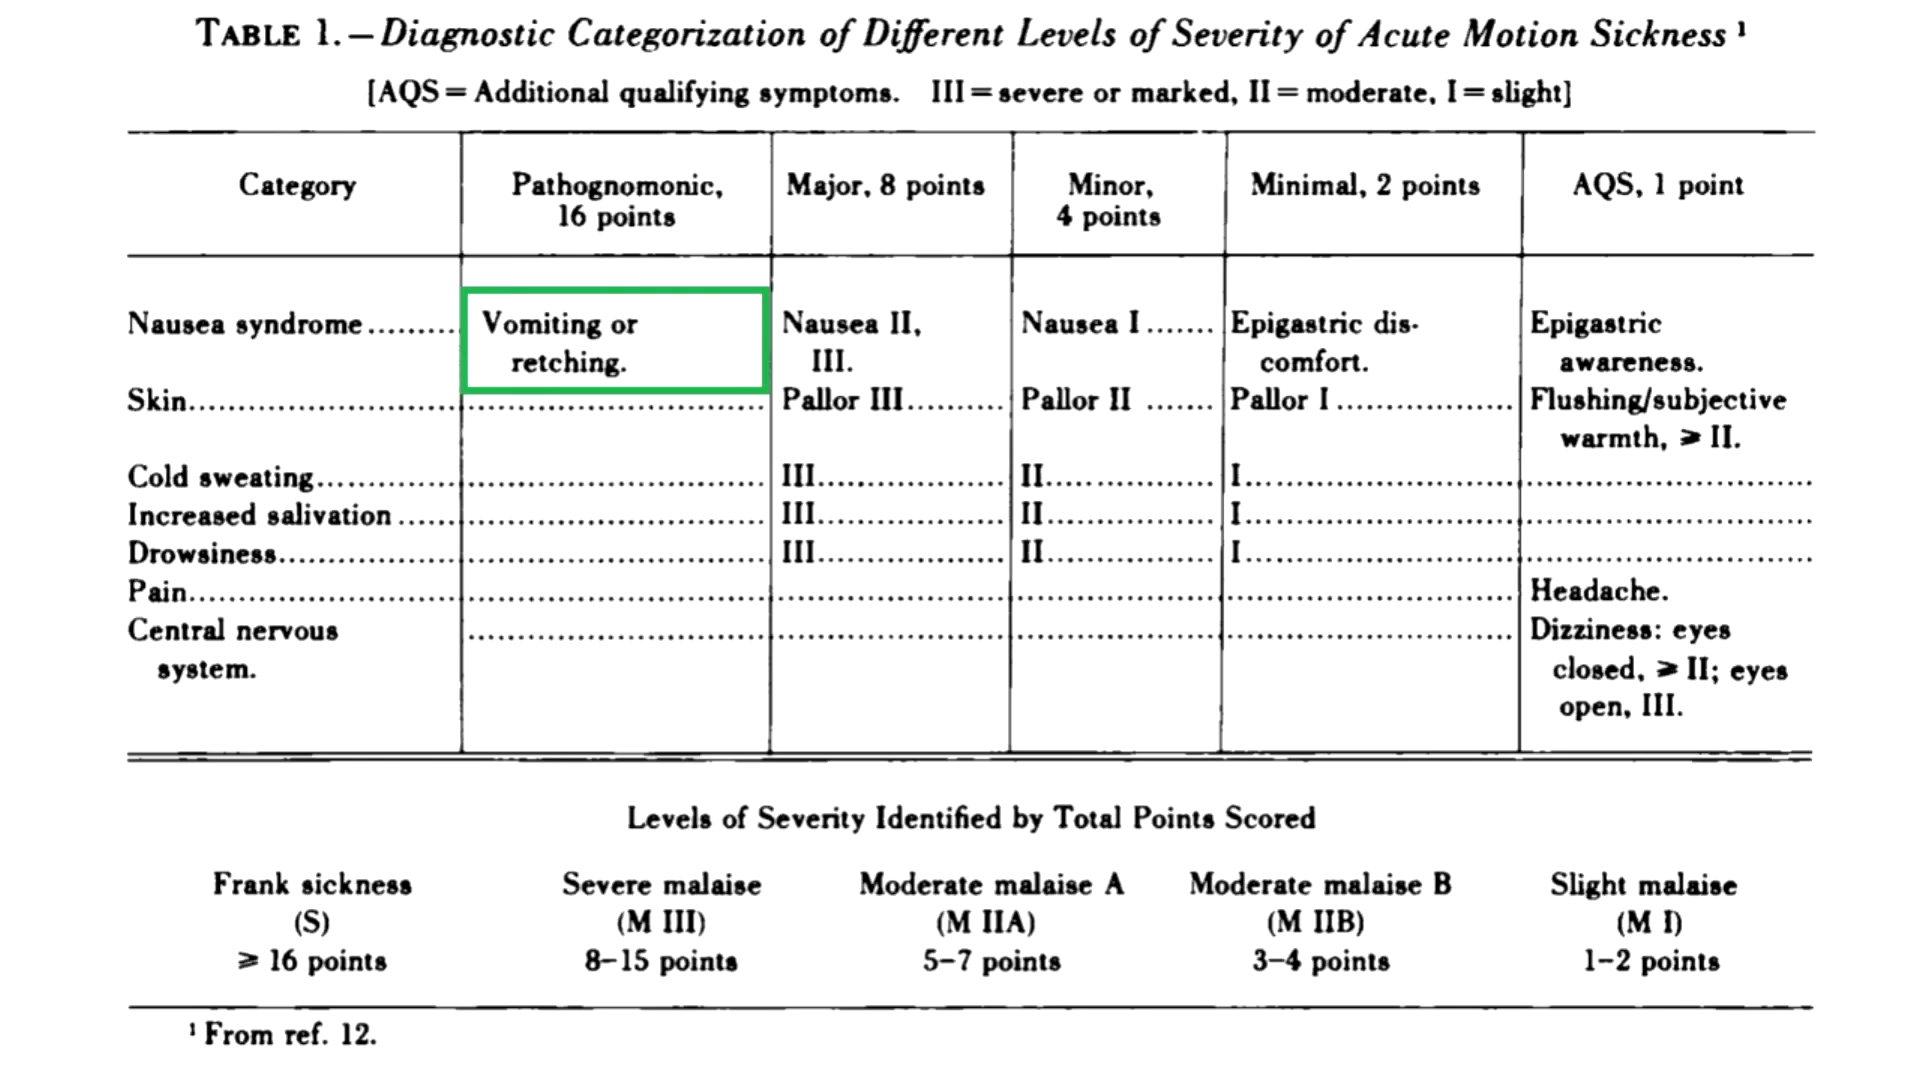 TABLE 1.—Diagnostic Categorization of Different Levels of Severity of Acute Motion Sickness ¹
[AQS = Additional qualifying symptoms. III = severe or marked, II = moderate, I = slight]
Category Pathognomonic, 16 points Major, 8 points Minor, 4 points Minimal, 2 points AQS, 1 point
Nausea syndrome.......... Vomiting or retching. Nausea II, III. Nausea I....... Epigastric dis- comfort. Epigastric awareness.
Skin.......... Pallor III.......... Pallor II ....... Pallor I.......... Flushing/subjective warmth, ⩾ II.
Cold sweating.......... III.......... II.......... I..........
Increased salivation.......... III.......... II.......... I..........
Drowsiness.......... III.......... II.......... I..........
Pain.......... Headache.
Central nervous system. .......... Dizziness: eyes closed, ⩾ II; eyes open, III.
Levels of Severity Identified by Total Points Scored
Frank sickness Severe malaise Moderate malaise A Moderate malaise B Slight malaise
(S) (M III) (M IIA) (M IIB) (M I)
⩾ 16 points 8–15 points 5–7 points 3–4 points 1–2 points
¹ From ref. 12.